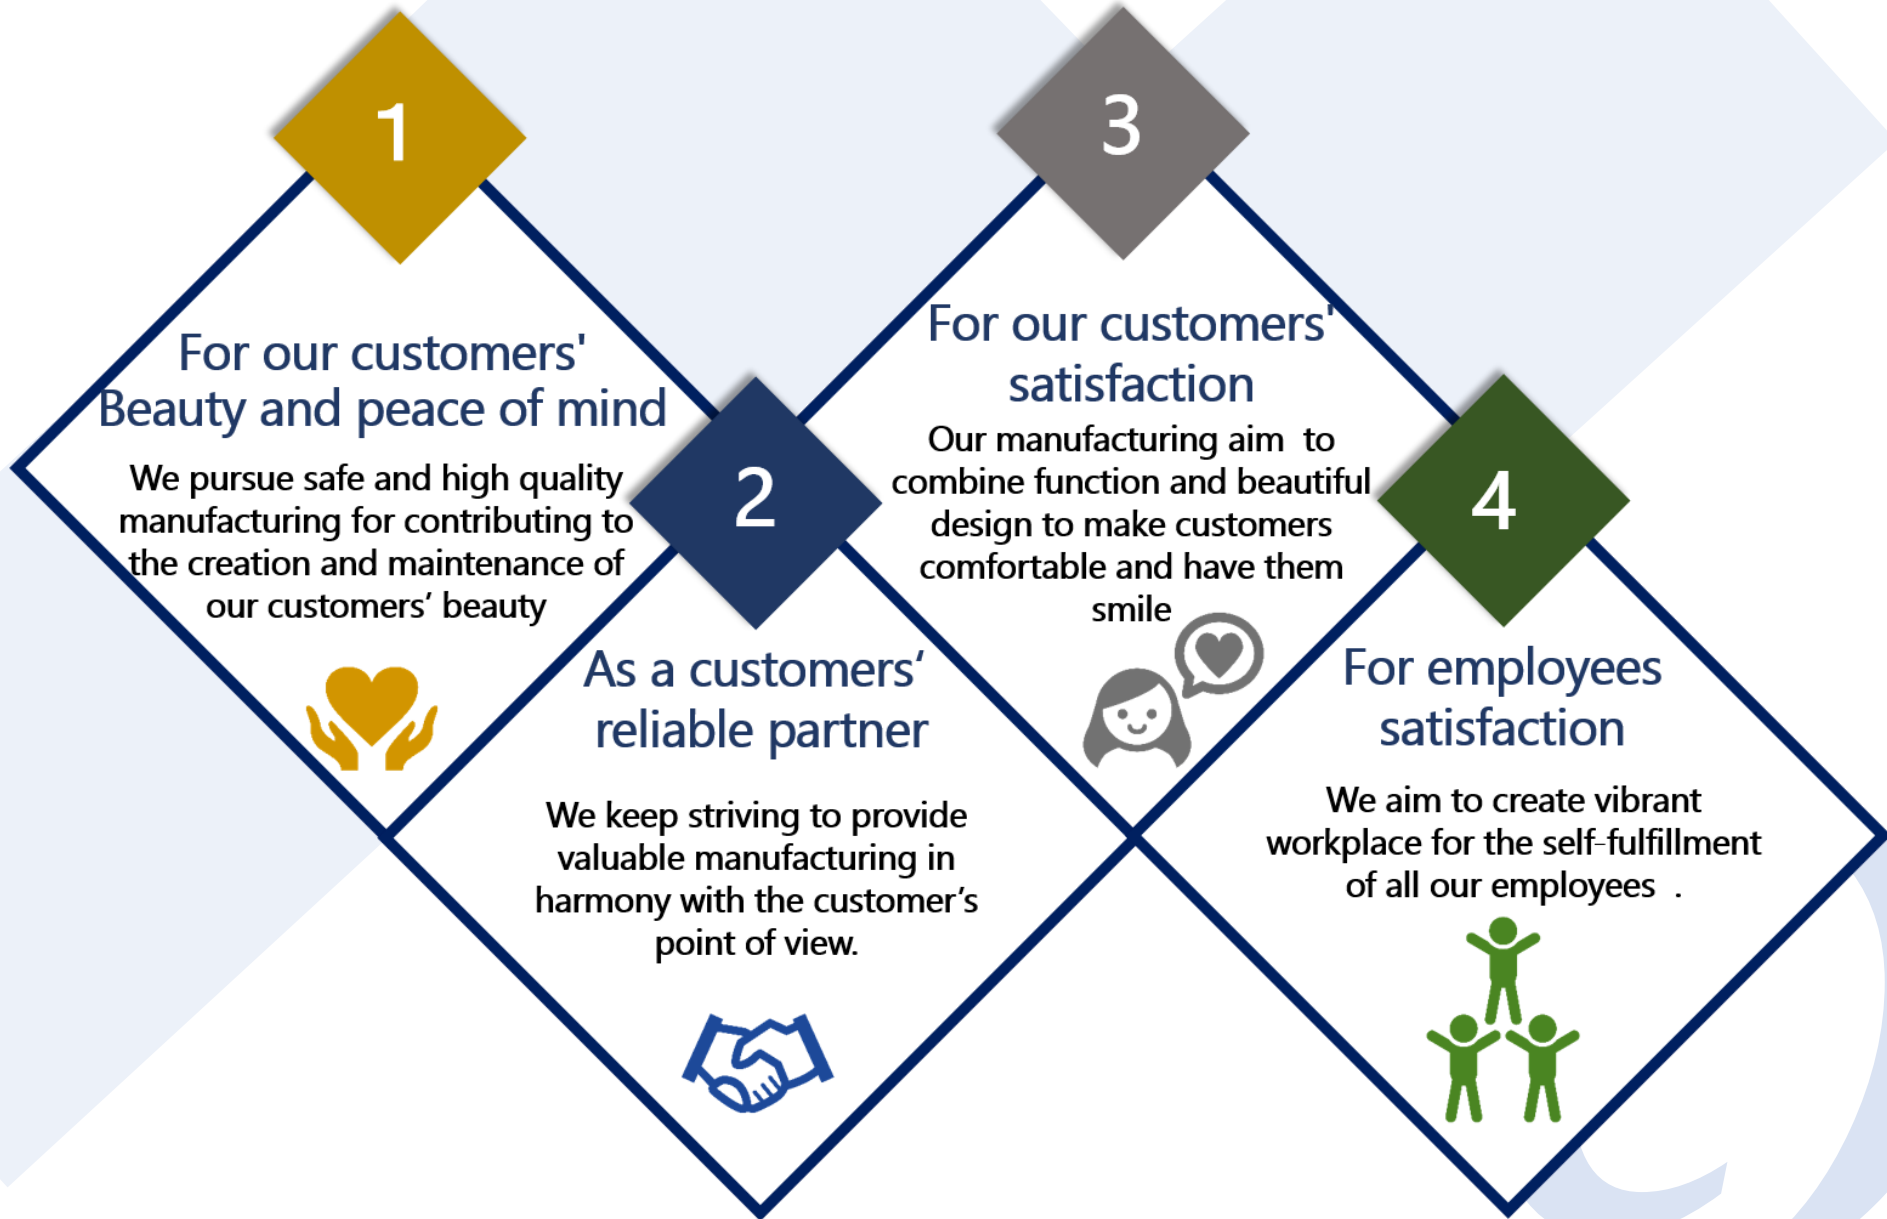 1
For our customers'
Beauty and peace of mind
We pursue safe and high quality
manufacturing for contributing to
the creation and maintenance of
our customers’ beauty
2
As a customers‘
reliable partner
We keep striving to provide
valuable manufacturing in
harmony with the customer’s
point of view.
3
For our customers'
satisfaction
Our manufacturing aim  to
combine function and beautiful
design to make customers
comfortable and have them
smile
4
For employees
satisfaction
We aim to create vibrant
workplace for the self-fulfillment
of all our employees  .